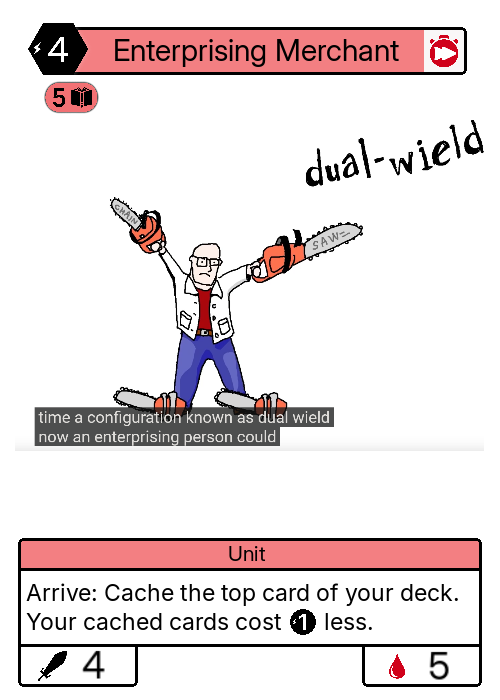 4 Enterprising Merchant
5
dual-wield
CHAIN
SAW
time a configuration known as dual wield
now an enterprising person could
Unit
Arrive: Cache the top card of your deck.
Your cached cards cost 1 less.
4
5